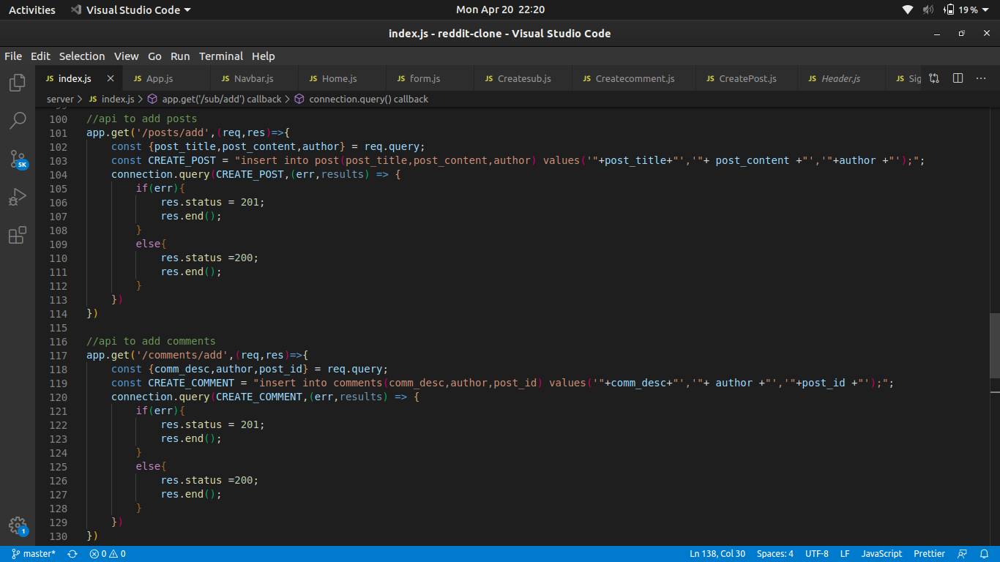 Activities Visual Studio Code Mon Apr 20 22:20 19 %
index.js - reddit-clone - Visual Studio Code
File Edit Selection View Go Run Terminal Help
JS index.js JS App.js JS Navbar.js JS Home.js JS form.js JS Createsub.js JS Createcomment.js JS CreatePost.js JS Header.js JS Sig
server > JS index.js > app.get('/sub/add') callback > connection.query() callback
100 //api to add posts
101 app.get('/posts/add',(req,res)=>{
102     const {post_title,post_content,author} = req.query;
103     const CREATE_POST = "insert into post(post_title,post_content,author) values('"+post_title+"','"+ post_content +"','"+author +"');";
104     connection.query(CREATE_POST,(err,results) => {
105         if(err){
106             res.status = 201;
107             res.end();
108         }
109         else{
110             res.status =200;
111             res.end();
112         }
113     })
114 })
115
116 //api to add comments
117 app.get('/comments/add',(req,res)=>{
118     const {comm_desc,author,post_id} = req.query;
119     const CREATE_COMMENT = "insert into comments(comm_desc,author,post_id) values('"+comm_desc+"','"+ author +"','"+post_id +"');";
120     connection.query(CREATE_COMMENT,(err,results) => {
121         if(err){
122             res.status = 201;
123             res.end();
124         }
125         else{
126             res.status =200;
127             res.end();
128         }
129     })
130 })
5K
1
master* 0 0 Ln 138, Col 30 Spaces: 4 UTF-8 LF JavaScript Prettier